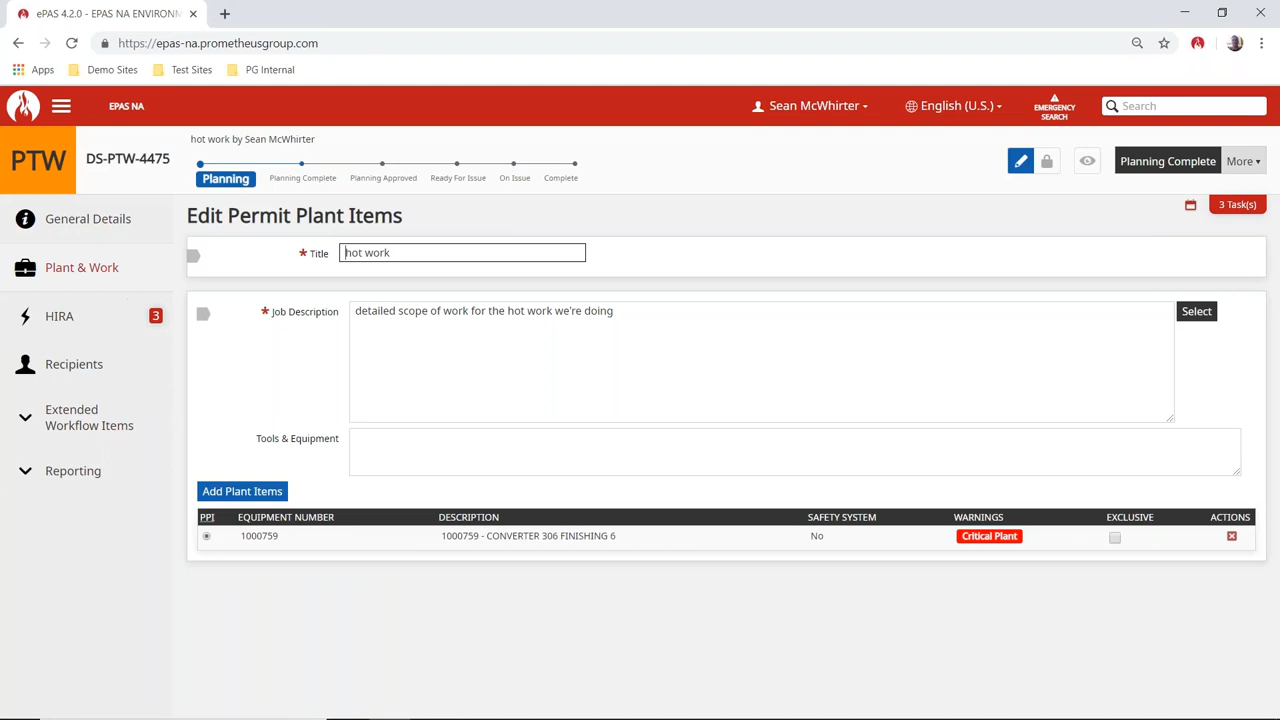 ePAS 4.2.0 - EPAS NA ENVIRONM
https://epas-na.prometheusgroup.com
Apps
Demo Sites
Test Sites
PG Internal
EPAS NA
Sean McWhirter
English (U.S.)
EMERGENCY
SEARCH
Search
PTW
DS-PTW-4475
hot work by Sean McWhirter
Planning
Planning Complete
Planning Approved
Ready For Issue
On Issue
Complete
Planning Complete
More
General Details
Plant & Work
HIRA
3
Recipients
Extended
Workflow Items
Reporting
Edit Permit Plant Items
3 Task(s)
* Title
hot work
* Job Description
detailed scope of work for the hot work we're doing
Select
Tools & Equipment
Add Plant Items
PPI EQUIPMENT NUMBER DESCRIPTION SAFETY SYSTEM WARNINGS EXCLUSIVE ACTIONS
1000759 1000759 - CONVERTER 306 FINISHING 6 No Critical Plant